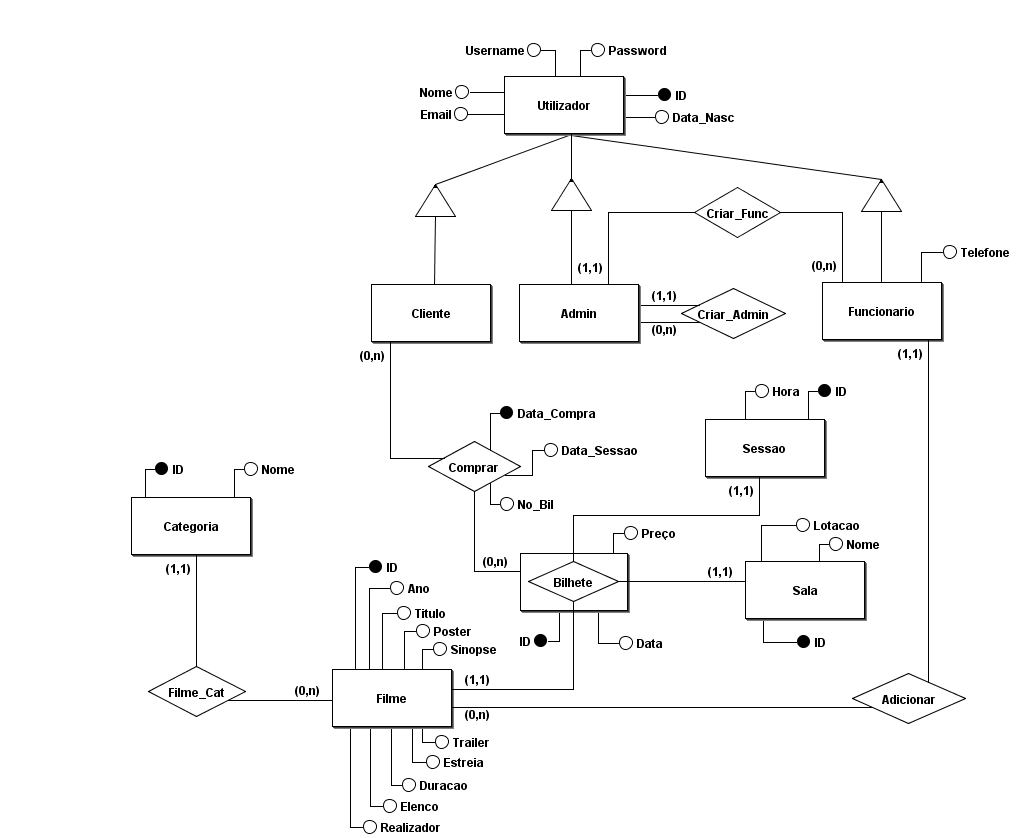 Username
Password
Nome
ID
Utilizador
Email
Data_Nasc
Criar_Func
Telefone
(1,1)
(0,n)
Cliente
Admin
(1,1)
Criar_Admin
(0,n)
Funcionario
(0,n)
(1,1)
Hora
ID
Data_Compra
Data_Sessao
Sessao
Comprar
ID
Nome
(1,1)
No_Bil
Categoria
Lotacao
Preço
Nome
(1,1)
(0,n)
ID
Bilhete
(1,1)
Sala
Ano
Titulo
Poster
ID
Data
ID
Sinopse
(1,1)
Filme_Cat
(0,n)
Filme
Adicionar
(0,n)
Trailer
Estreia
Duracao
Elenco
Realizador